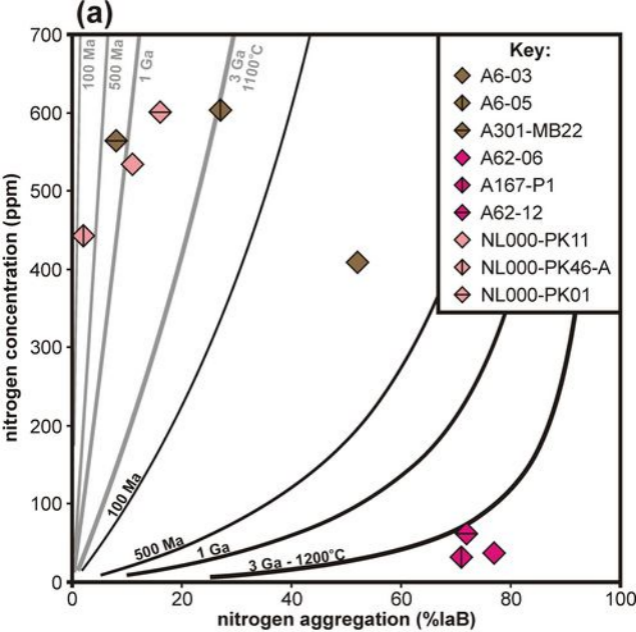 (a)
700
600
500
400
300
200
100
0
nitrogen concentration (ppm)
100 Ma
500 Ma
1 Ga
3 Ga
1100°C
100 Ma
500 Ma
1 Ga
3 Ga - 1200°C
Key:
A6-03
A6-05
A301-MB22
A62-06
A167-P1
A62-12
NL000-PK11
NL000-PK46-A
NL000-PK01
0 20 40 60 80 100
nitrogen aggregation (%IaB)